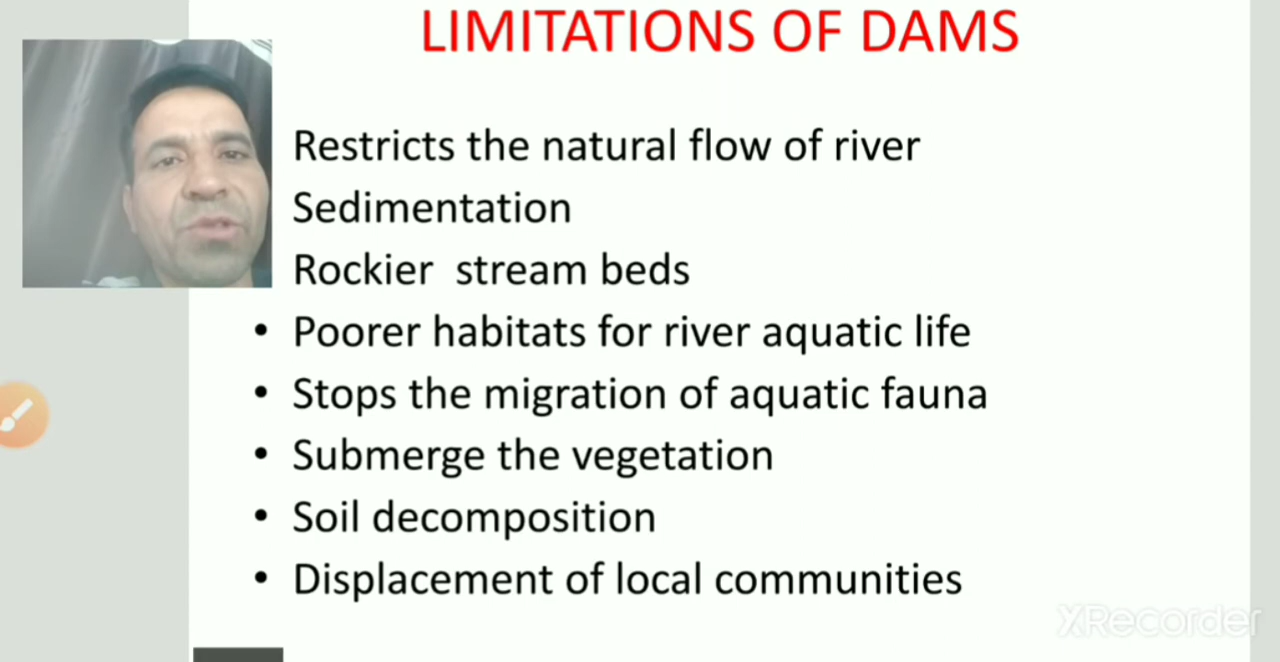 LIMITATIONS OF DAMS
Restricts the natural flow of river
Sedimentation
Rockier stream beds
• Poorer habitats for river aquatic life
• Stops the migration of aquatic fauna
• Submerge the vegetation
• Soil decomposition
• Displacement of local communities
XRecorder